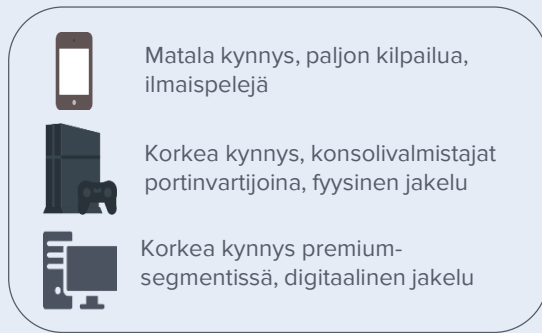 Matala kynnys, paljon kilpailua,
ilmaispelejä
Korkea kynnys, konsolivalmistajat
portinvartijoina, fyysinen jakelu
Korkea kynnys premium-
segmentissä, digitaalinen jakelu